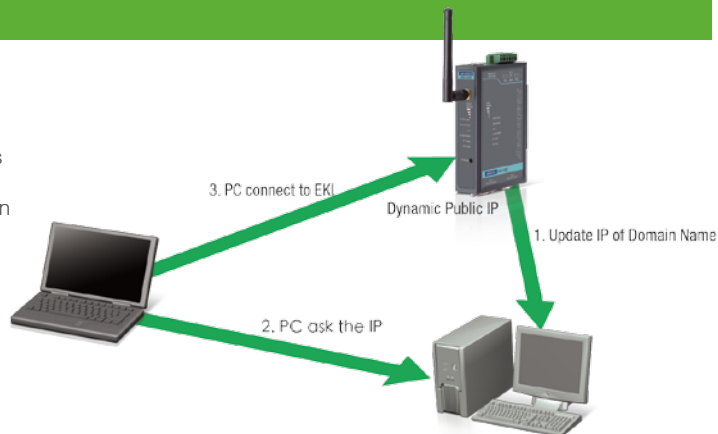 s
n
3. PC connect to EKI
Dynamic Public IP
1. Update IP of Domain Name
2. PC ask the IP